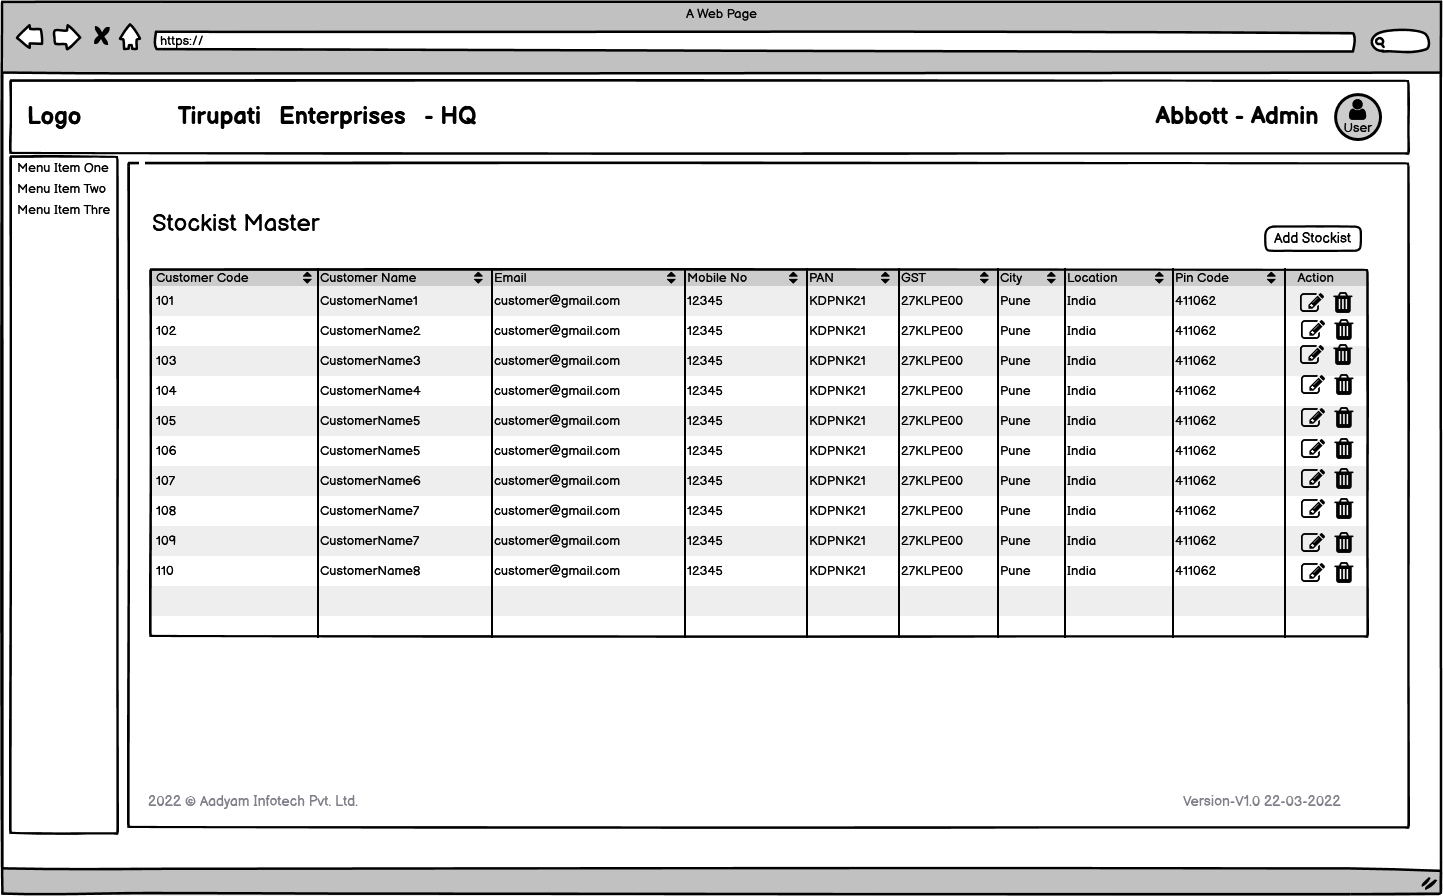 A Web Page
https://
Logo Tirupati Enterprises - HQ Abbott - Admin User
Menu Item One
Menu Item Two
Menu Item Thre
Stockist Master
Add Stockist
Customer Code Customer Name Email Mobile No PAN GST City Location Pin Code Action
101 CustomerName1 customer@gmail.com 12345 KDPNK21 27KLPE00 Pune India 411062
102 CustomerName2 customer@gmail.com 12345 KDPNK21 27KLPE00 Pune India 411062
103 CustomerName3 customer@gmail.com 12345 KDPNK21 27KLPE00 Pune India 411062
104 CustomerName4 customer@gmail.com 12345 KDPNK21 27KLPE00 Pune India 411062
105 CustomerName5 customer@gmail.com 12345 KDPNK21 27KLPE00 Pune India 411062
106 CustomerName5 customer@gmail.com 12345 KDPNK21 27KLPE00 Pune India 411062
107 CustomerName6 customer@gmail.com 12345 KDPNK21 27KLPE00 Pune India 411062
108 CustomerName7 customer@gmail.com 12345 KDPNK21 27KLPE00 Pune India 411062
109 CustomerName7 customer@gmail.com 12345 KDPNK21 27KLPE00 Pune India 411062
110 CustomerName8 customer@gmail.com 12345 KDPNK21 27KLPE00 Pune India 411062
2022 © Aadyam Infotech Pvt. Ltd. Version-V1.0 22-03-2022